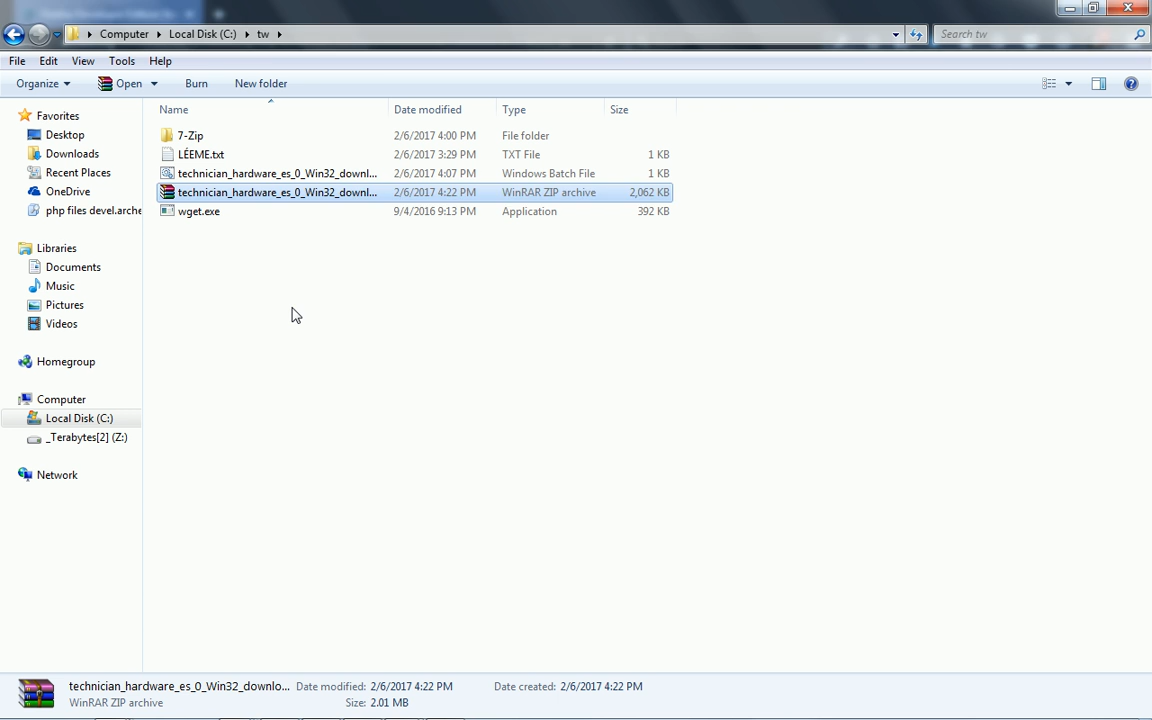 Computer Local Disk (C:) tw
Search tw
File Edit View Tools Help
Organize Open Burn New folder
Name Date modified Type Size
Favorites
Desktop
Downloads
Recent Places
OneDrive
php files devel.arche
Libraries
Documents
Music
Pictures
Videos
Homegroup
Computer
Local Disk (C:)
_Terabytes[2] (Z:)
Network
7-Zip 2/6/2017 4:00 PM File folder
LÉEME.txt 2/6/2017 3:29 PM TXT File 1 KB
technician_hardware_es_0_Win32_downl... 2/6/2017 4:07 PM Windows Batch File 1 KB
technician_hardware_es_0_Win32_downl... 2/6/2017 4:22 PM WinRAR ZIP archive 2,062 KB
wget.exe 9/4/2016 9:13 PM Application 392 KB
technician_hardware_es_0_Win32_downlo... Date modified: 2/6/2017 4:22 PM Date created: 2/6/2017 4:22 PM
WinRAR ZIP archive Size: 2.01 MB